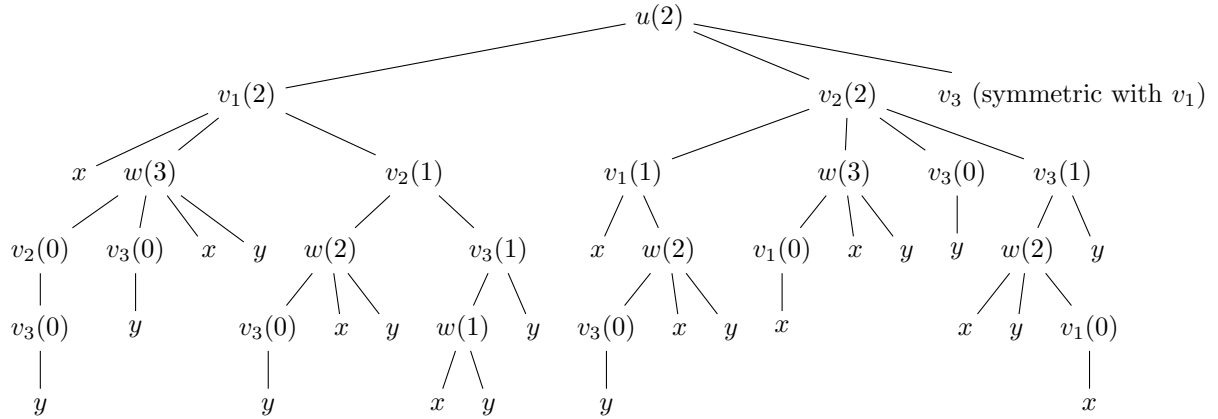 u(2)
v₁(2) v₂(2) v₃ (symmetric with v₁)
x w(3) v₂(1) v₁(1) w(3) v₃(0) v₃(1)
v₂(0) v₃(0) x y w(2) v₃(1) x w(2) v₁(0) x y y w(2) y
v₃(0) y v₃(0) x y w(1) y v₃(0) x y x x y v₁(0)
y y x y y x